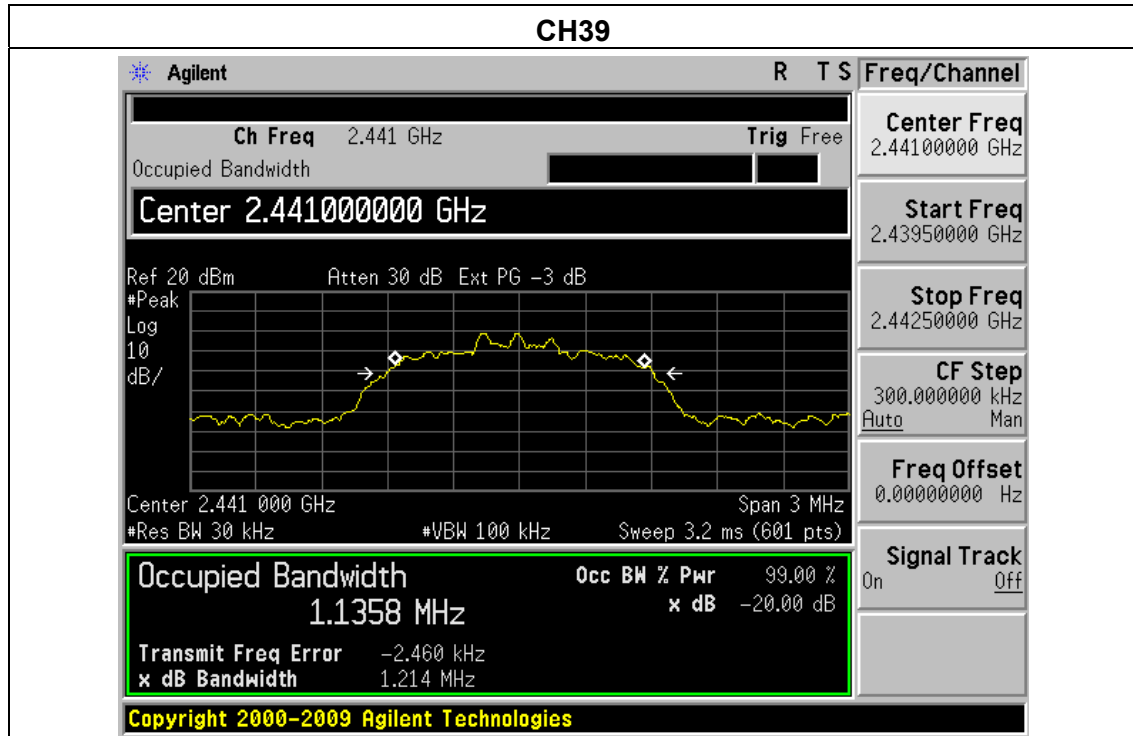 CH39
Agilent R T S Freq/Channel
Ch Freq 2.441 GHz Trig Free
Occupied Bandwidth
Center 2.441000000 GHz
Ref 20 dBm Atten 30 dB Ext PG -3 dB
#Peak
Log
10
dB/
Center 2.441 000 GHz Span 3 MHz
#Res BW 30 kHz #VBW 100 kHz Sweep 3.2 ms (601 pts)
Occupied Bandwidth Occ BW % Pwr 99.00 %
1.1358 MHz x dB -20.00 dB
Transmit Freq Error -2.460 kHz
x dB Bandwidth 1.214 MHz
Copyright 2000-2009 Agilent Technologies
Center Freq
2.44100000 GHz
Start Freq
2.43950000 GHz
Stop Freq
2.44250000 GHz
CF Step
300.000000 kHz
Auto Man
Freq Offset
0.00000000 Hz
Signal Track
On Off